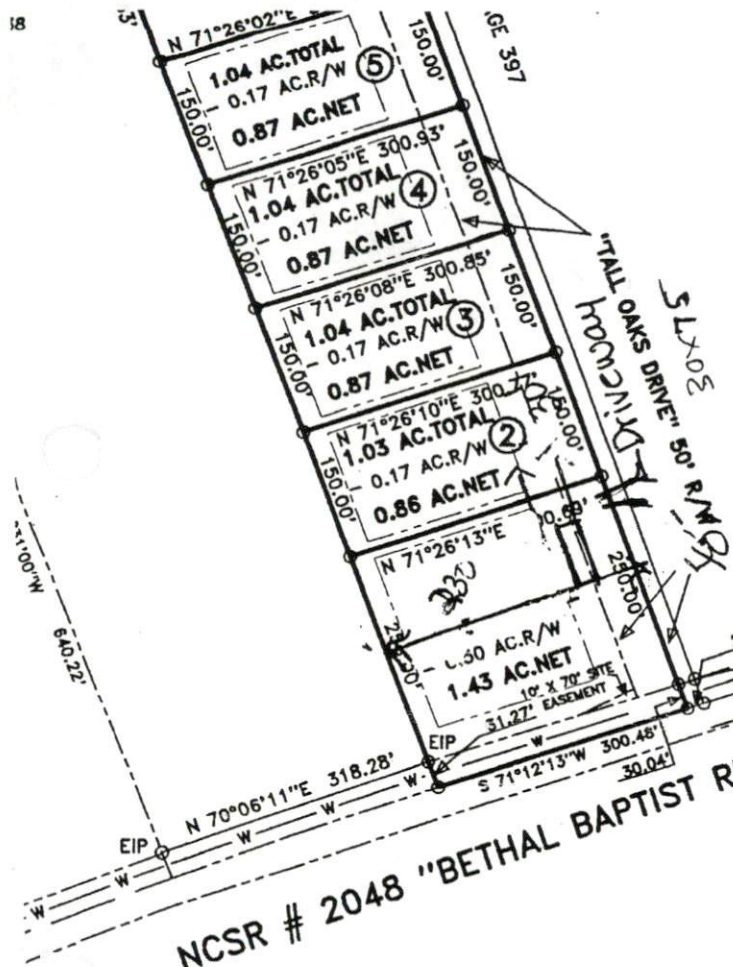 N 71°26'02"E
GE 397
150.00'
150.00'
1.04 AC.TOTAL
- 0.17 AC.R/W
0.87 AC.NET
5
N 71°26'05"E 300.93'
150.00'
150.00'
1.04 AC.TOTAL
- 0.17 AC.R/W
0.87 AC.NET
4
N 71°26'08"E 300.85'
150.00'
150.00'
1.04 AC.TOTAL
- 0.17 AC.R/W
0.87 AC.NET
3
"TALL OAKS DRIVE" 50' R/W
Driveway
30x75
N 71°26'10"E
150.00'
150.00'
1.03 AC.TOTAL
- 0.17 AC.R/W
0.86 AC.NET
2
N 71°26'13"E
250.00'
AC.R/W
1.43 AC.NET
10' X 70' SITE
EASEMENT
31.27'
640.22'
EIP
EIP
N 70°06'11"E 318.28'
W W W W W W W
S 71°12'13"W 300.48'
30.04'
NCSR # 2048 "BETHAL BAPTIST